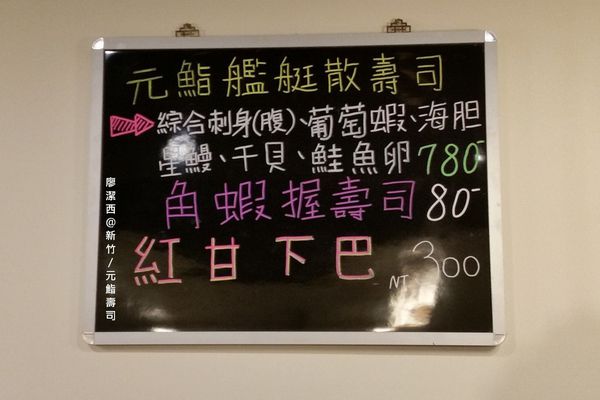 元鮨艦艇散壽司
綜合刺身(腹)、葡萄蝦、海胆
星鰻、干貝、鮭魚卵 780-
角蝦握壽司 80-
紅甘下巴 NT 300
廖潔西@新竹/元鮨壽司